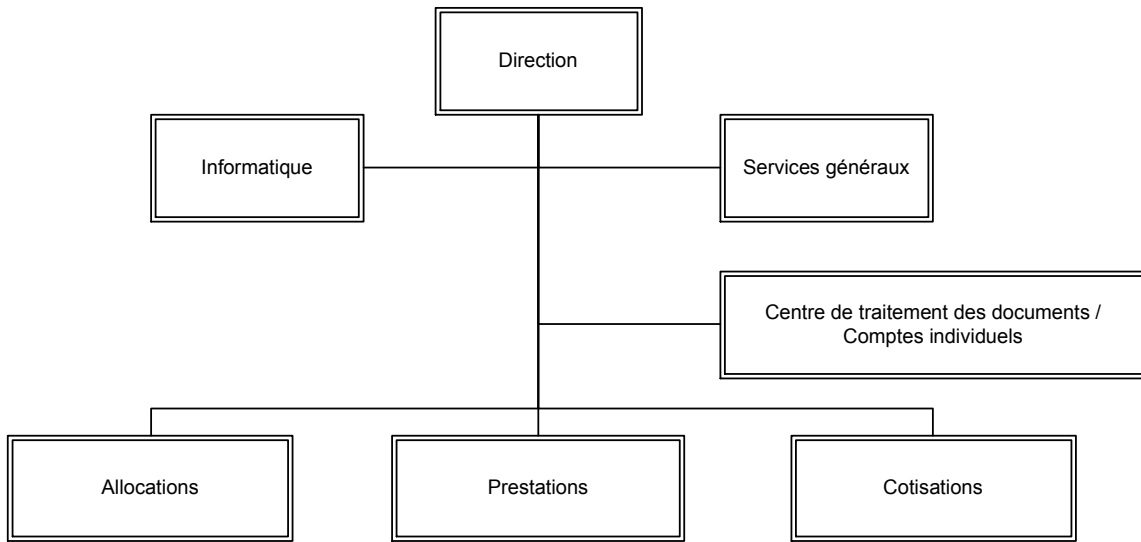 Direction
Informatique
Services généraux
Centre de traitement des documents /
Comptes individuels
Allocations
Prestations
Cotisations